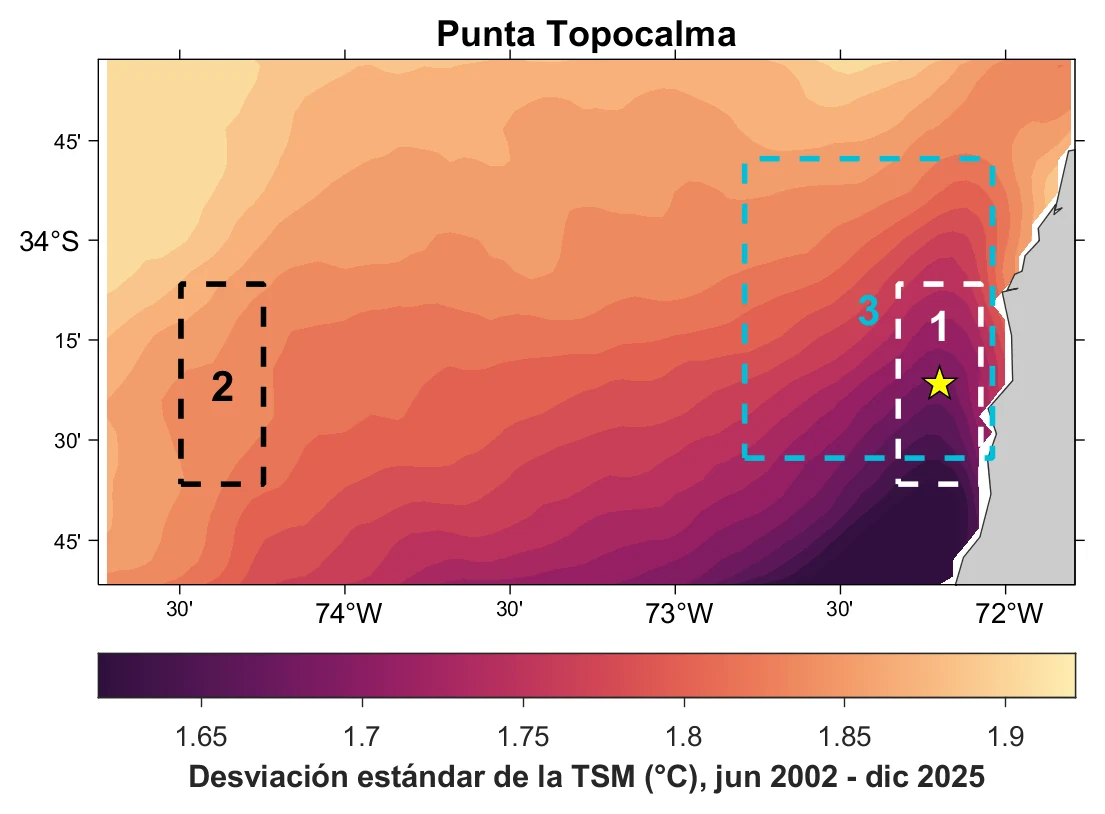 Punta Topocalma
45'
34°S
15'
30'
45'
3
1
2
30'
74°W
30'
73°W
30'
72°W
1.65
1.7
1.75
1.8
1.85
1.9
Desviación estándar de la TSM (°C), jun 2002 - dic 2025